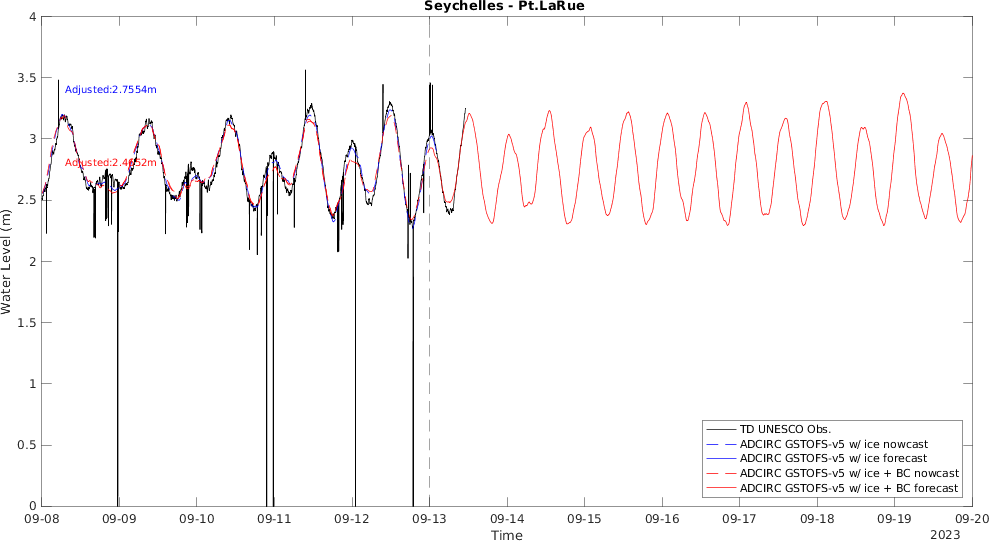 Seychelles - Pt.LaRue
4
3.5
3
2.5
2
1.5
1
0.5
0
Water Level (m)
Adjusted:2.7554m
Adjusted:2.4652m
TD UNESCO Obs.
ADCIRC GSTOFS-v5 w/ ice nowcast
ADCIRC GSTOFS-v5 w/ ice forecast
ADCIRC GSTOFS-v5 w/ ice + BC nowcast
ADCIRC GSTOFS-v5 w/ ice + BC forecast
09-08 09-09 09-10 09-11 09-12 09-13 09-14 09-15 09-16 09-17 09-18 09-19 09-20
Time
2023